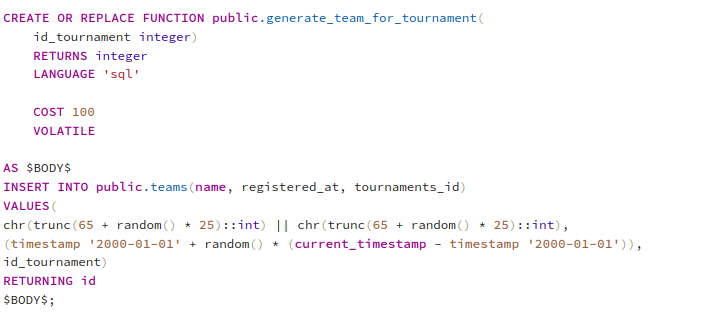 CREATE OR REPLACE FUNCTION public.generate_team_for_tournament(
    id_tournament integer)
    RETURNS integer
    LANGUAGE 'sql'

    COST 100
    VOLATILE

AS $BODY$
INSERT INTO public.teams(name, registered_at, tournaments_id)
VALUES(
chr(trunc(65 + random() * 25)::int) || chr(trunc(65 + random() * 25)::int),
(timestamp '2000-01-01' + random() * (current_timestamp - timestamp '2000-01-01')),
id_tournament)
RETURNING id
$BODY$;